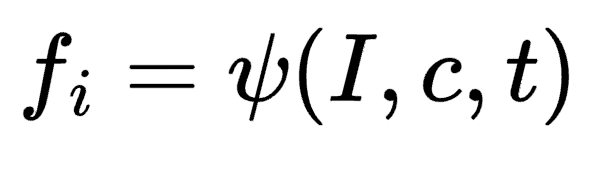 f_i = ψ(I, c, t)